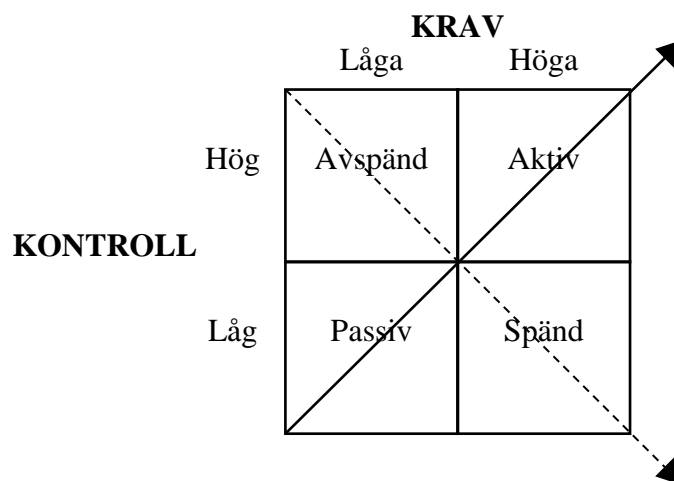 KRAV
Låga Höga
Hög Avspänd Aktiv
KONTROLL
Låg Passiv Spänd